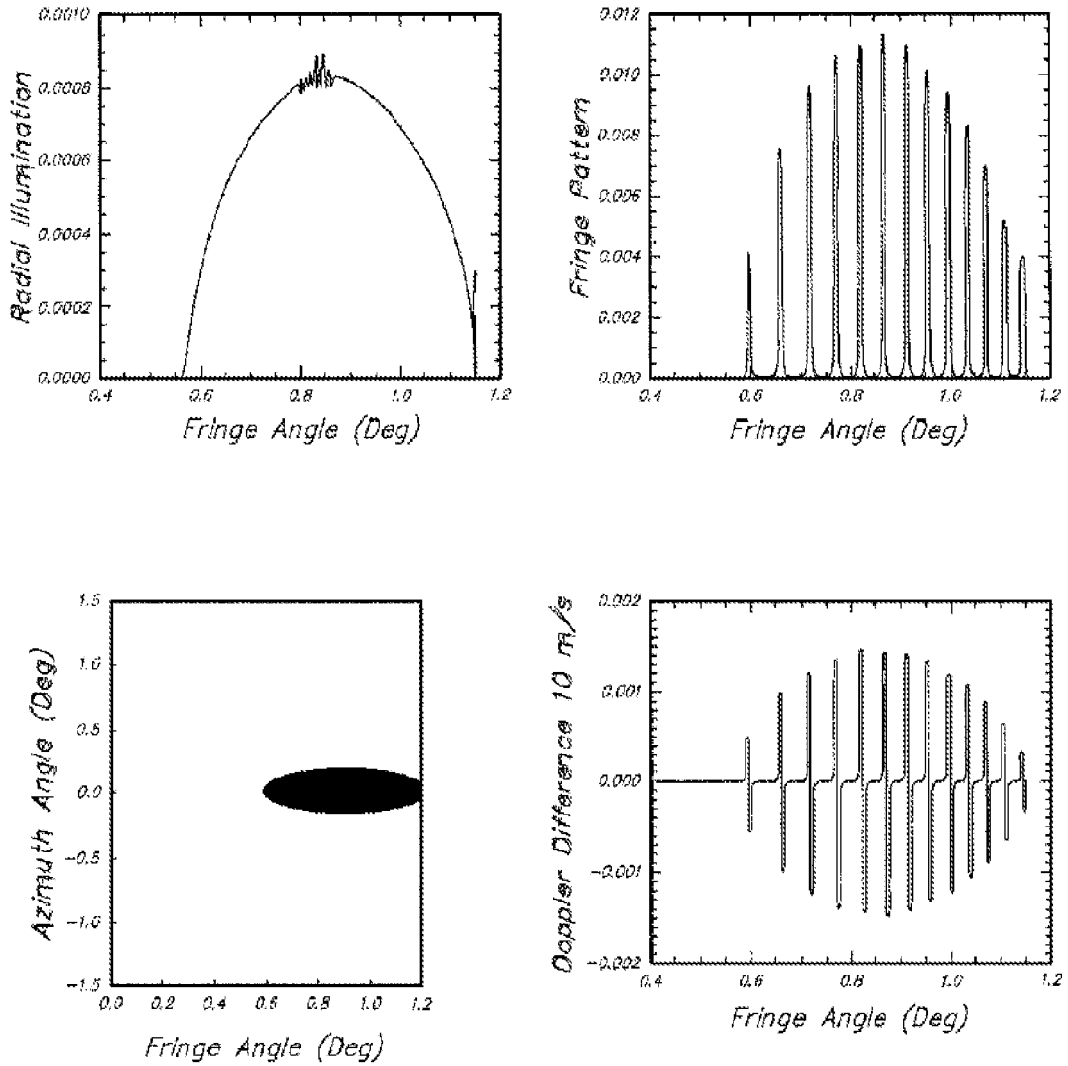 Radial Illumination
0.0010
0.0008
0.0006
0.0004
0.0002
0.0000
0.4 0.6 0.8 1.0 1.2
Fringe Angle (Deg)
Fringe Pattern
0.012
0.010
0.008
0.006
0.004
0.002
0.000
0.4 0.6 0.8 1.0 1.2
Fringe Angle (Deg)
Azimuth Angle (Deg)
1.5
1.0
0.5
0.0
-0.5
-1.0
-1.5
0.0 0.2 0.4 0.6 0.8 1.0 1.2
Fringe Angle (Deg)
Doppler Difference 10 m/s
0.002
0.001
0.000
-0.001
-0.002
0.4 0.6 0.8 1.0 1.2
Fringe Angle (Deg)